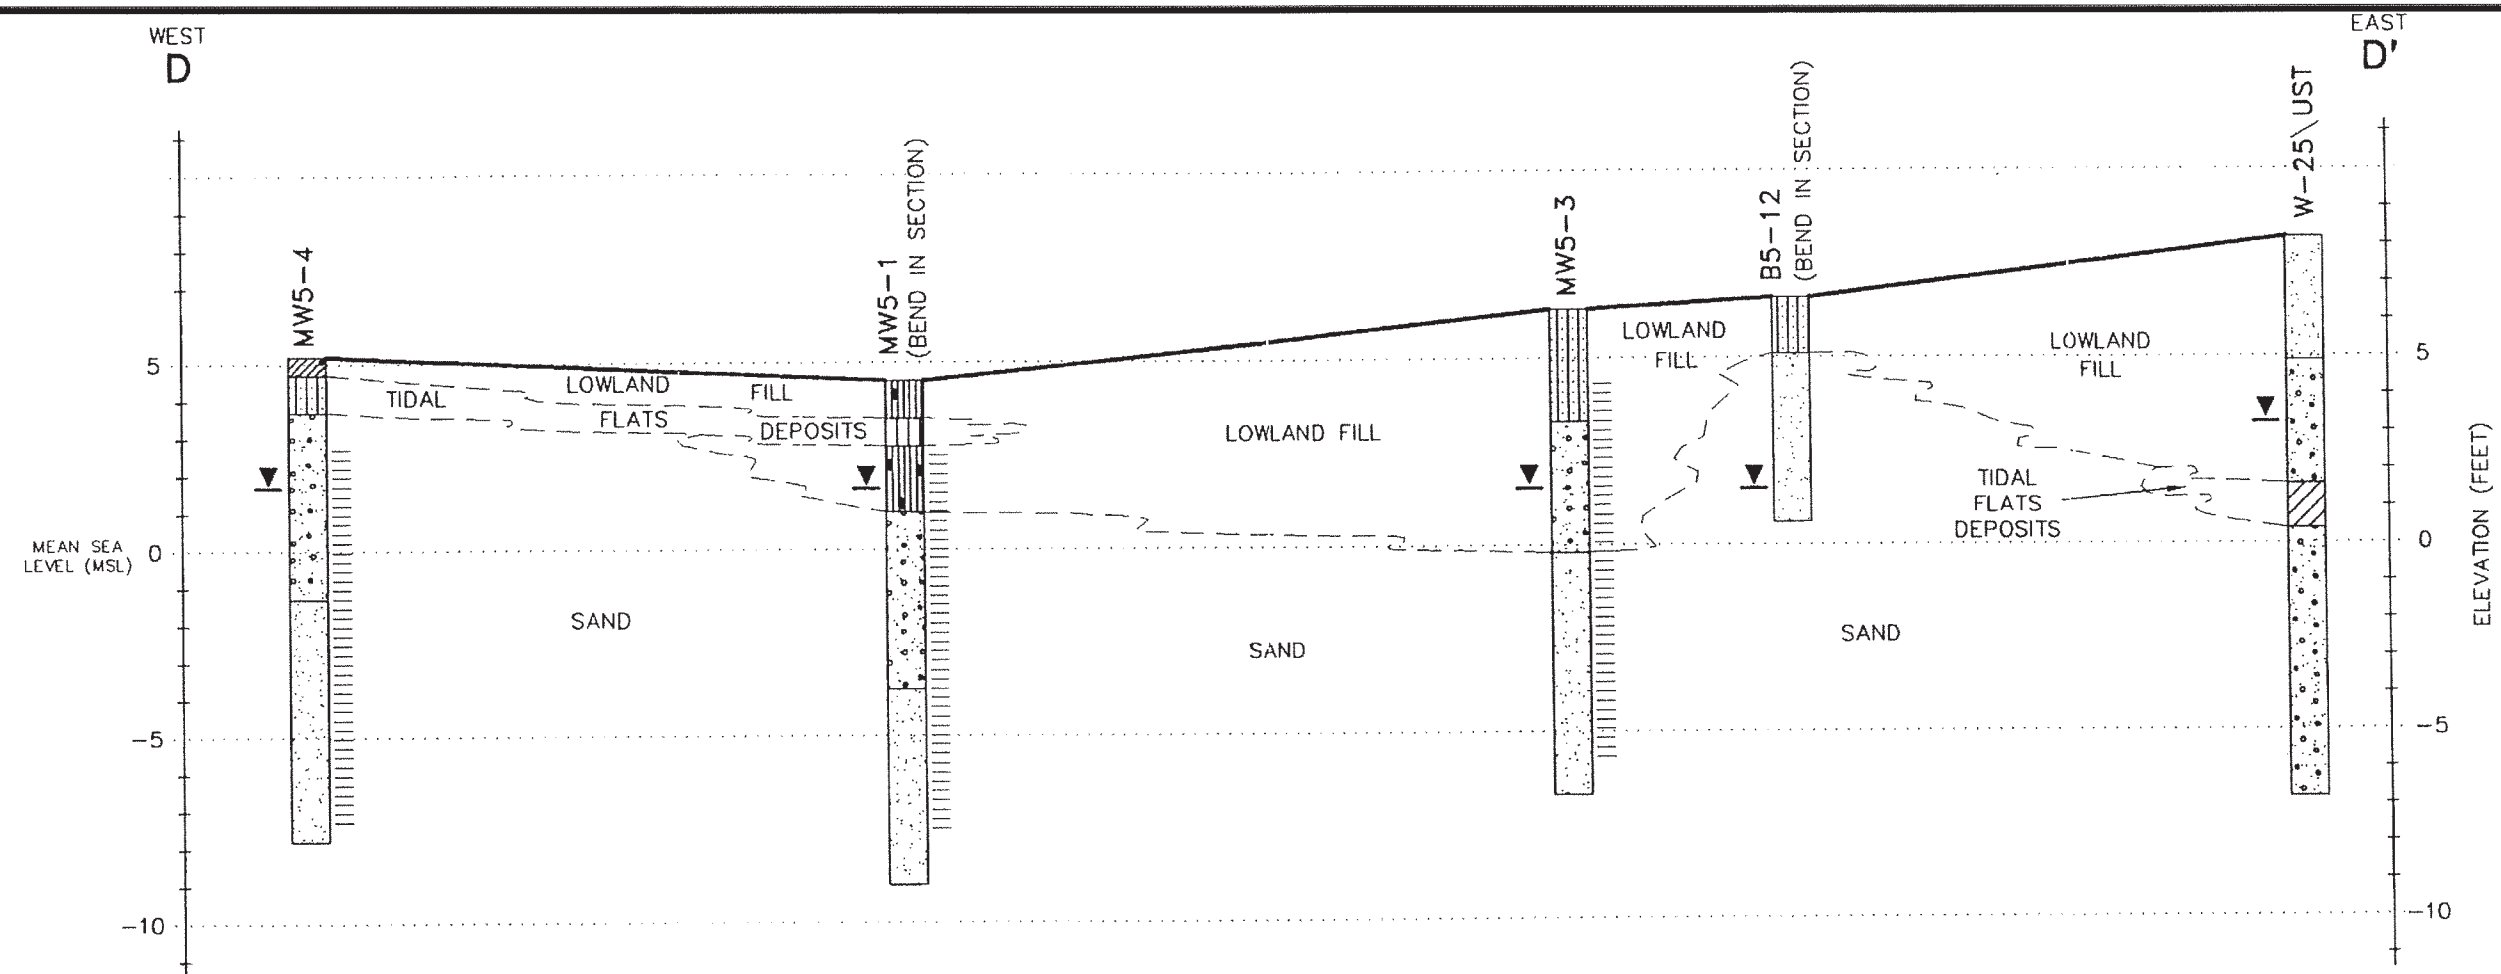 WEST
D
EAST
D'
MW5-4
MW5-1
(BEND IN SECTION)
MW5-3
B5-12
(BEND IN SECTION)
W-25\UST
5
LOWLAND FILL
TIDAL FLATS DEPOSITS
LOWLAND FILL
LOWLAND
FILL
LOWLAND
FILL
5
TIDAL
FLATS
DEPOSITS
MEAN SEA
LEVEL (MSL)
0
0
SAND
SAND
SAND
ELEVATION (FEET)
-5
-5
-10
-10